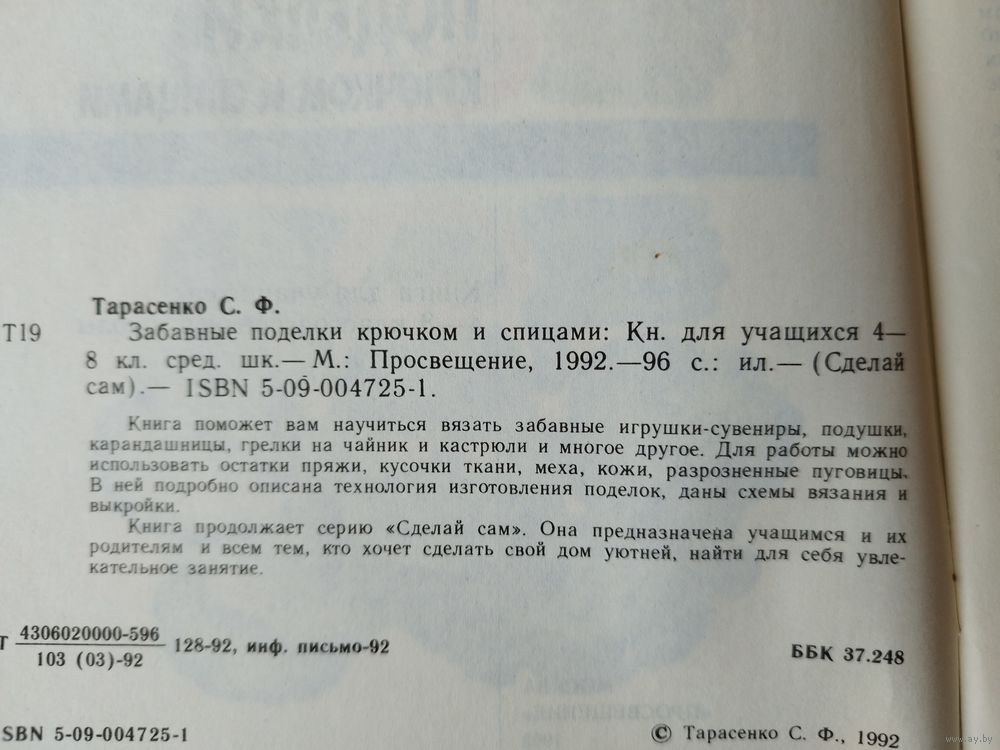 Тарасенко С. Ф.
Т19 Забавные поделки крючком и спицами: Кн. для учащихся 4—
8 кл. сред. шк.— М.: Просвещение, 1992.—96 с.: ил.— (Сделай
сам).— ISBN 5-09-004725-1.
Книга поможет вам научиться вязать забавные игрушки-сувениры, подушки,
карандашницы, грелки на чайник и кастрюли и многое другое. Для работы можно
использовать остатки пряжи, кусочки ткани, меха, кожи, разрозненные пуговицы.
В ней подробно описана технология изготовления поделок, даны схемы вязания и
выкройки.
Книга продолжает серию «Сделай сам». Она предназначена учащимся и их
родителям и всем тем, кто хочет сделать свой дом уютней, найти для себя увле-
кательное занятие.
Т 4306020000-596
103 (03)-92
128-92, инф. письмо-92
ББК 37.248
SBN 5-09-004725-1
© Тарасенко С. Ф., 1992
www.ay.by